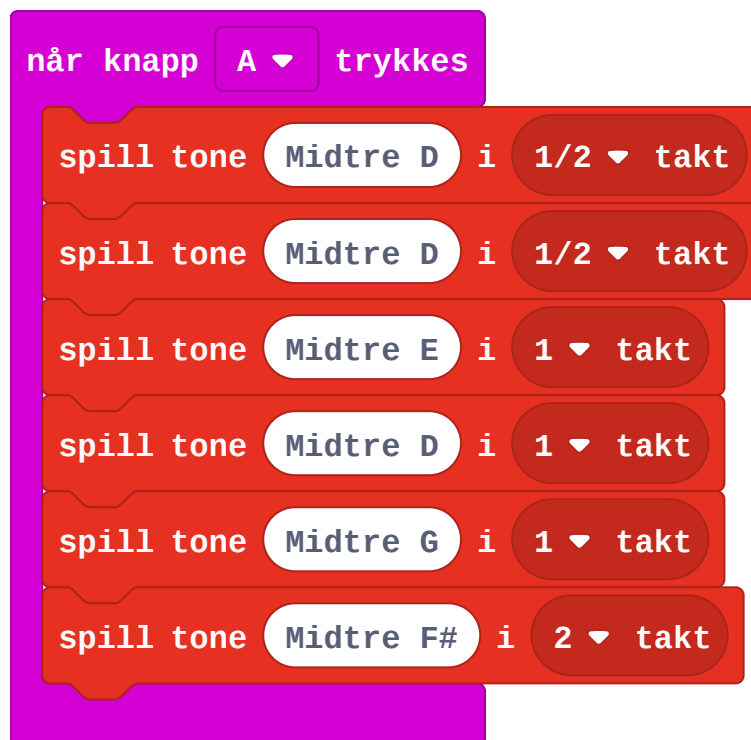 når knapp A trykkes
spill tone Midtre D i 1/2 takt
spill tone Midtre D i 1/2 takt
spill tone Midtre E i 1 takt
spill tone Midtre D i 1 takt
spill tone Midtre G i 1 takt
spill tone Midtre F# i 2 takt